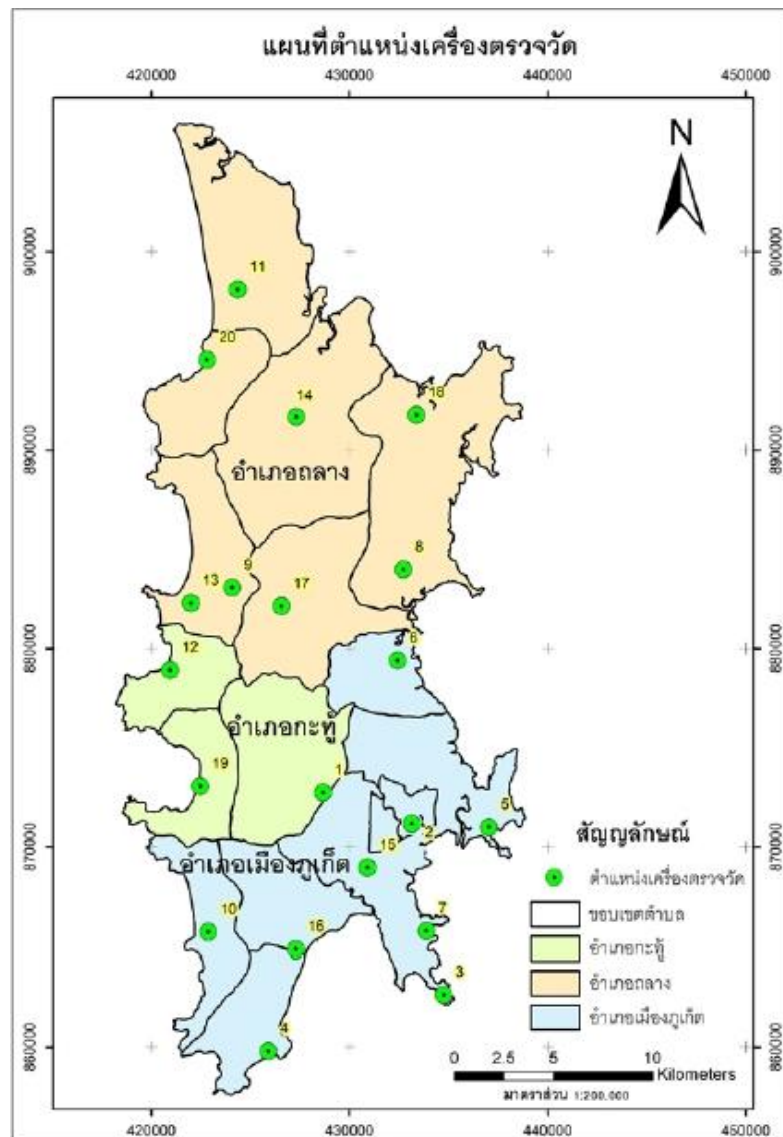 แผนที่ตำแหน่งเครื่องตรวจวัด
420000 430000 440000 450000
N
900000 900000
11
20
14
18
890000 890000
อำเภอถลาง
8
9
13
17
880000 880000
12
6
อำเภอกะทู้
19
1
5
2
870000 870000
15
อำเภอเมืองภูเก็ต
10
7
16
3
4
860000 860000
สัญญลักษณ์
ตำแหน่งเครื่องตรวจวัด
ขอบเขตตำบล
อำเภอกะทู้
อำเภอถลาง
อำเภอเมืองภูเก็ต
0 2.5 5 10
Kilometers
มาตราส่วน 1:200,000
420000 430000 440000 450000